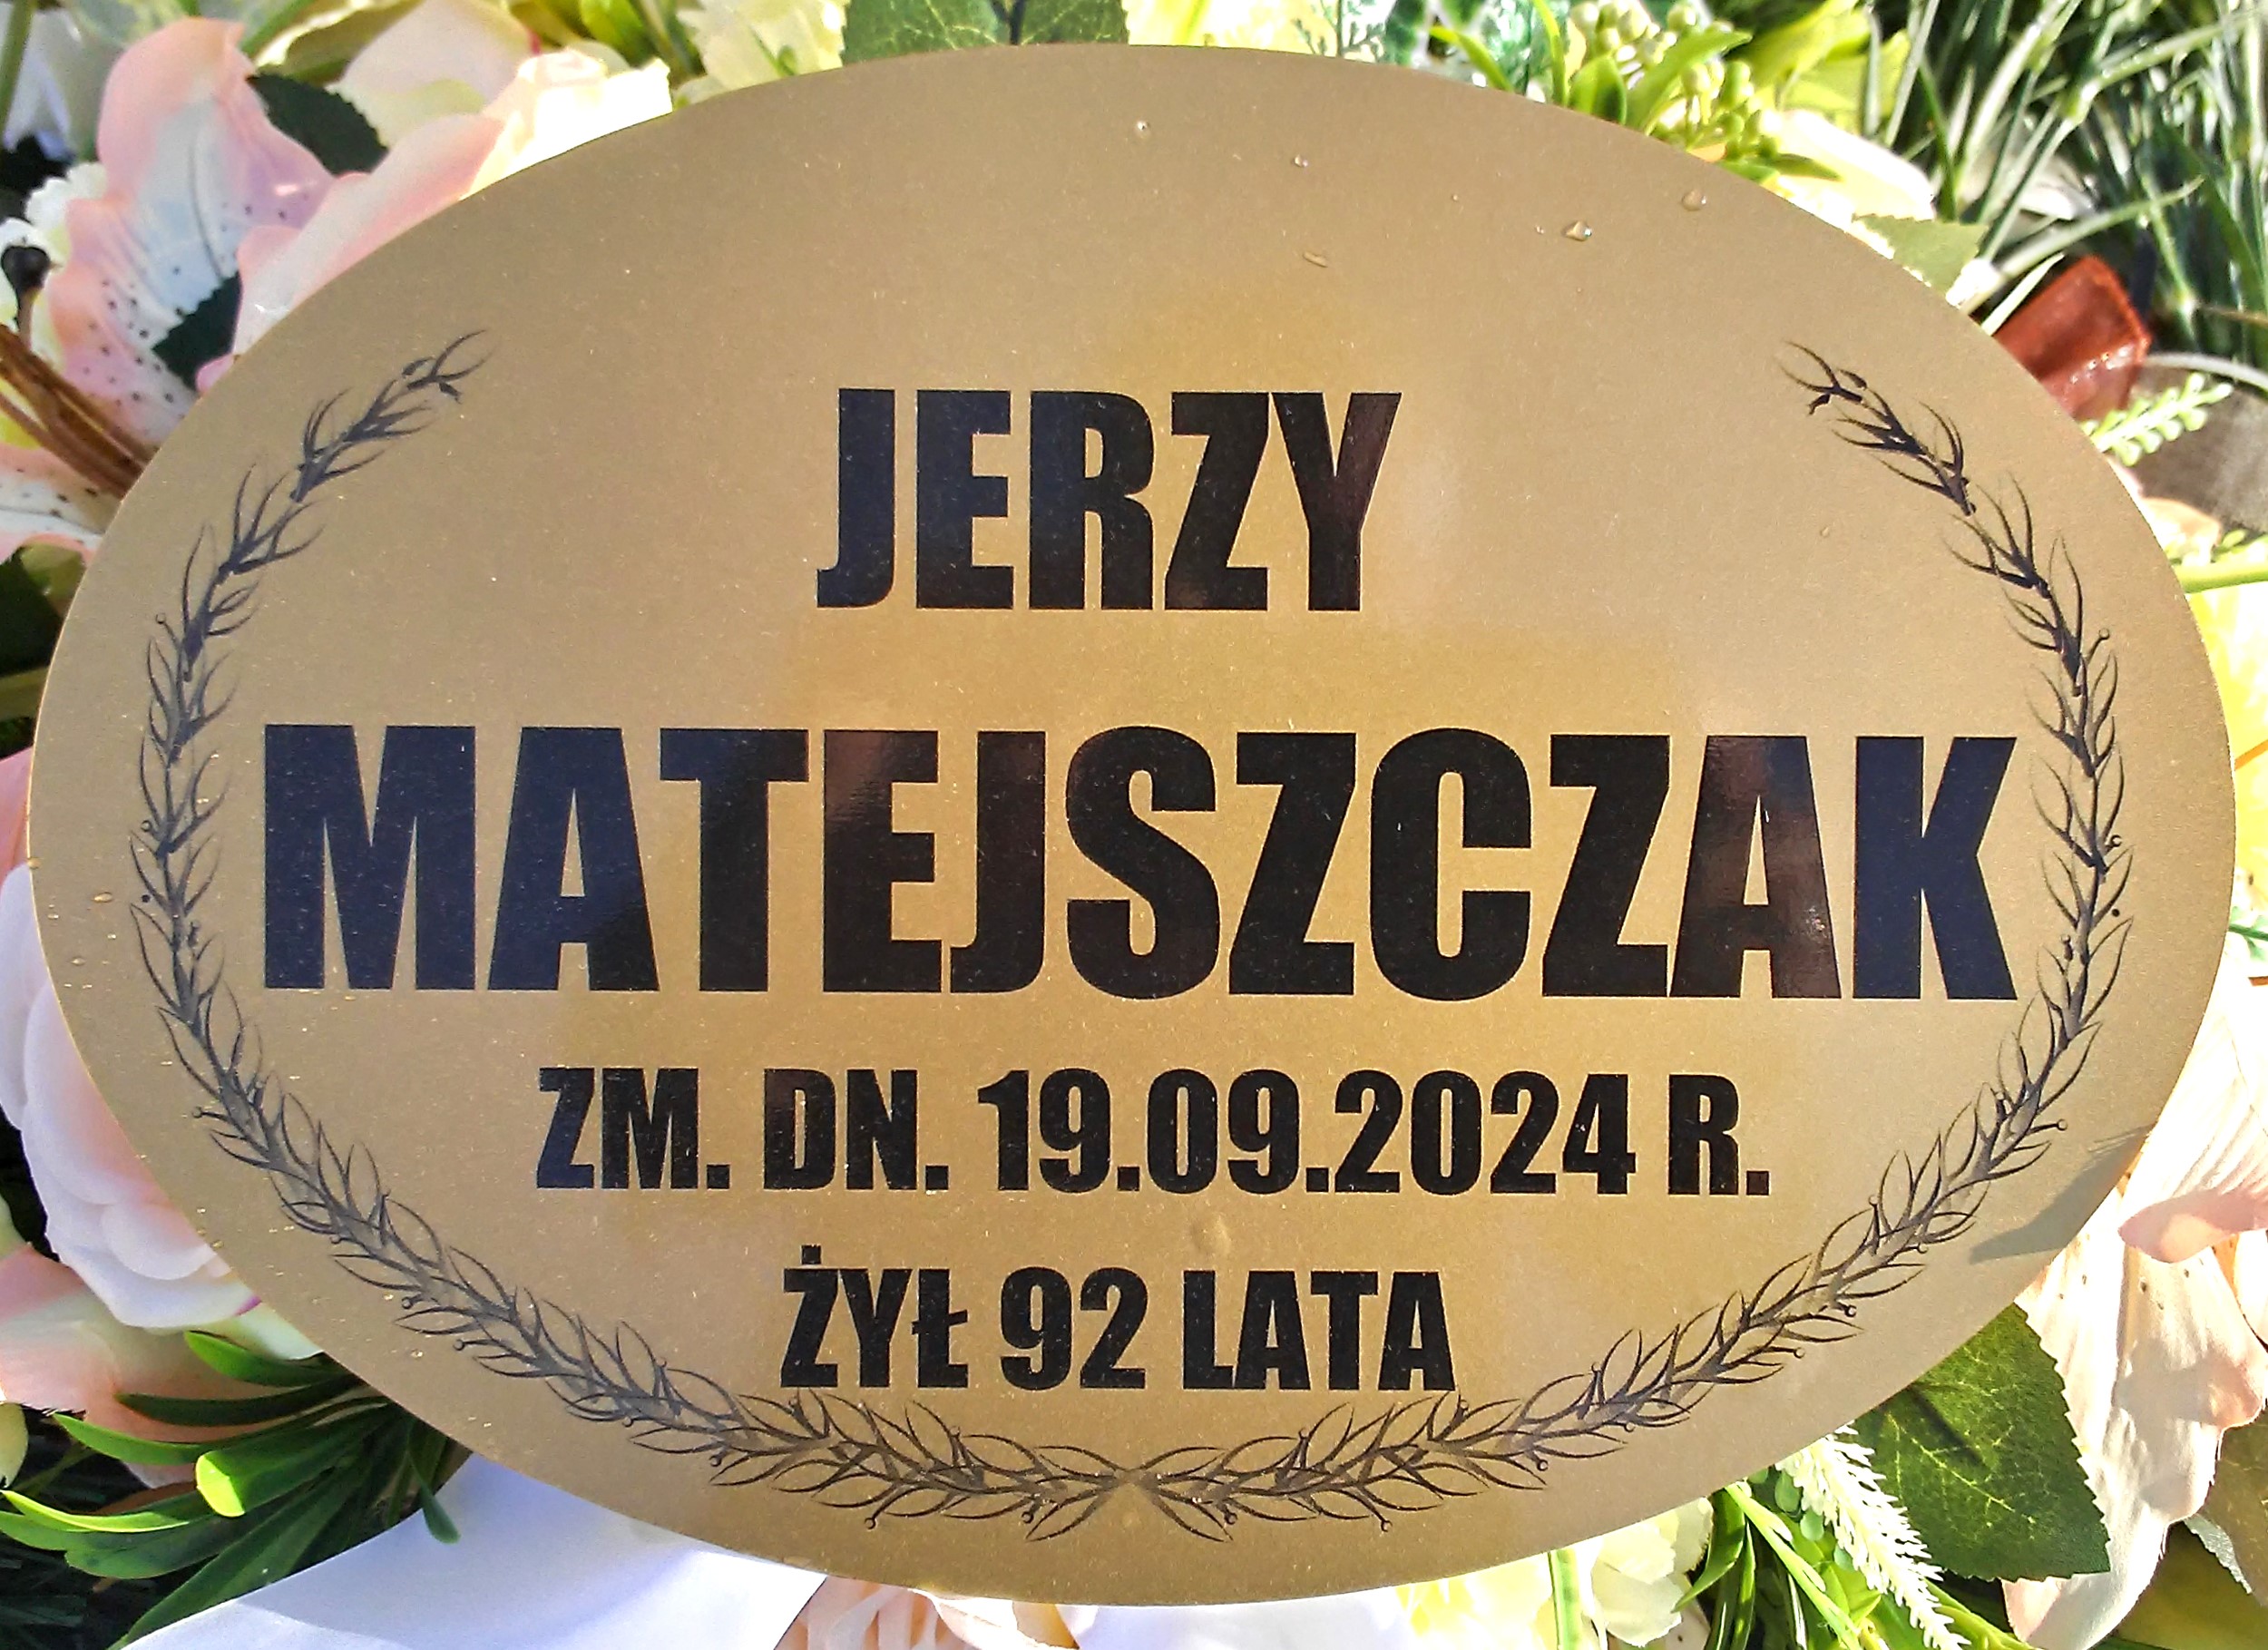 JERZY
MATEJSZCZAK
ZM. DN. 19.09.2024 R.
ŻYŁ 92 LATA